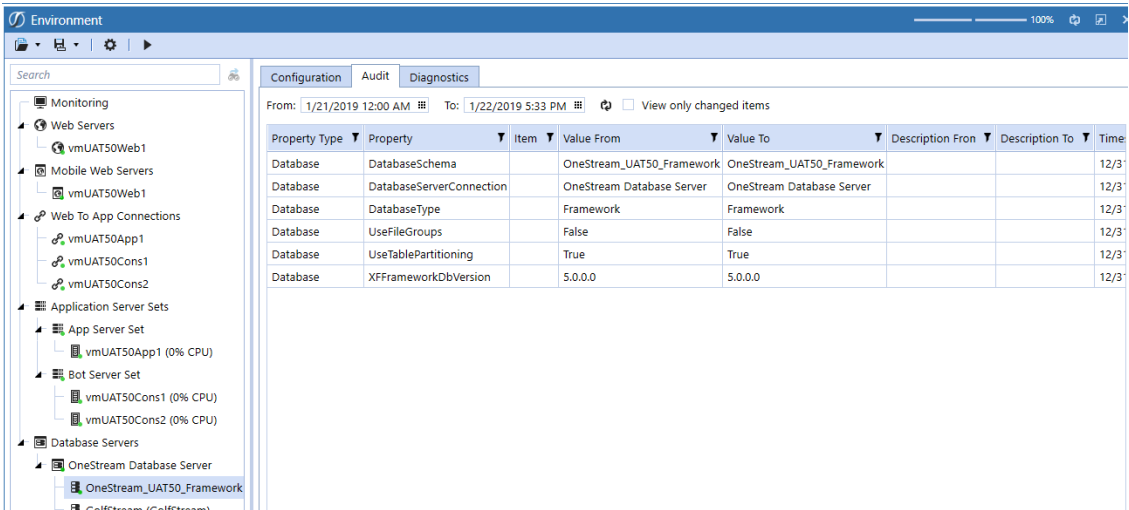 Environment
100%
Search
Monitoring
Web Servers
vmUAT50Web1
Mobile Web Servers
vmUAT50Web1
Web To App Connections
vmUAT50App1
vmUAT50Cons1
vmUAT50Cons2
Application Server Sets
App Server Set
vmUAT50App1 (0% CPU)
Bot Server Set
vmUAT50Cons1 (0% CPU)
vmUAT50Cons2 (0% CPU)
Database Servers
OneStream Database Server
OneStream_UAT50_Framework
GolfStream (GolfStream)
Configuration Audit Diagnostics
From: 1/21/2019 12:00 AM To: 1/22/2019 5:33 PM View only changed items
Property Type Property Item Value From Value To Description Fron Description To Time
Database DatabaseSchema OneStream_UAT50_Framework OneStream_UAT50_Framework 12/3
Database DatabaseServerConnection OneStream Database Server OneStream Database Server 12/3
Database DatabaseType Framework Framework 12/3
Database UseFileGroups False False 12/3
Database UseTablePartitioning True True 12/3
Database XFFrameworkDbVersion 5.0.0.0 5.0.0.0 12/3